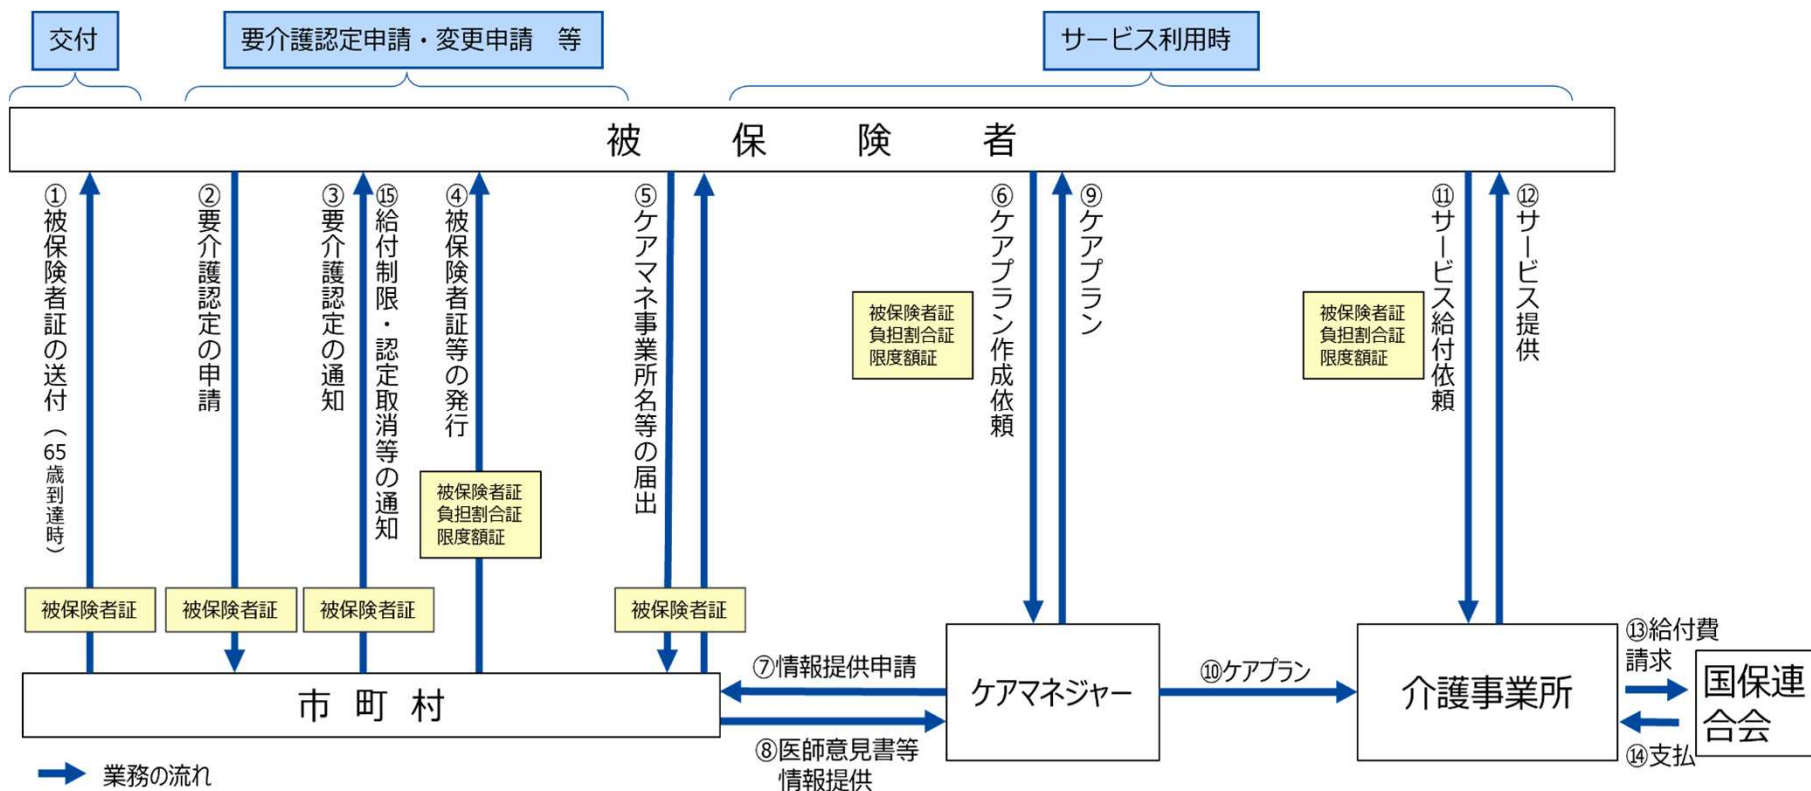 交付
要介護認定申請・変更申請　等
サービス利用時
被保険者
①被保険者証の送付（65歳到達時）
②要介護認定の申請
③要介護認定の通知
⑮給付制限・認定取消等の通知
④被保険者証等の発行
⑤ケアマネ事業所名等の届出
⑥ケアプラン作成依頼
⑨ケアプラン
⑪サービス給付依頼
⑫サービス提供
被保険者証
負担割合証
限度額証
被保険者証
負担割合証
限度額証
被保険者証
負担割合証
限度額証
被保険者証
被保険者証
被保険者証
被保険者証
市町村
⑦情報提供申請
⑧医師意見書等
情報提供
ケアマネジャー
⑩ケアプラン
介護事業所
⑬給付費
請求
国保連
合会
⑭支払
業務の流れ